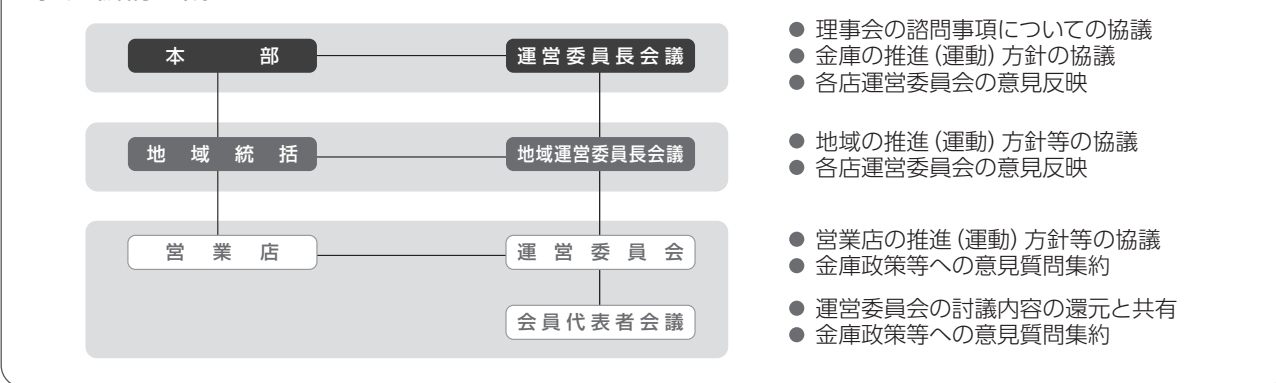 本部
運営委員長会議
● 理事会の諮問事項についての協議
● 金庫の推進(運動)方針の協議
● 各店運営委員会の意見反映
地域統括
地域運営委員長会議
● 地域の推進(運動)方針等の協議
● 各店運営委員会の意見反映
営業店
運営委員会
● 営業店の推進(運動)方針等の協議
● 金庫政策等への意見質問集約
会員代表者会議
● 運営委員会の討議内容の還元と共有
● 金庫政策等への意見質問集約